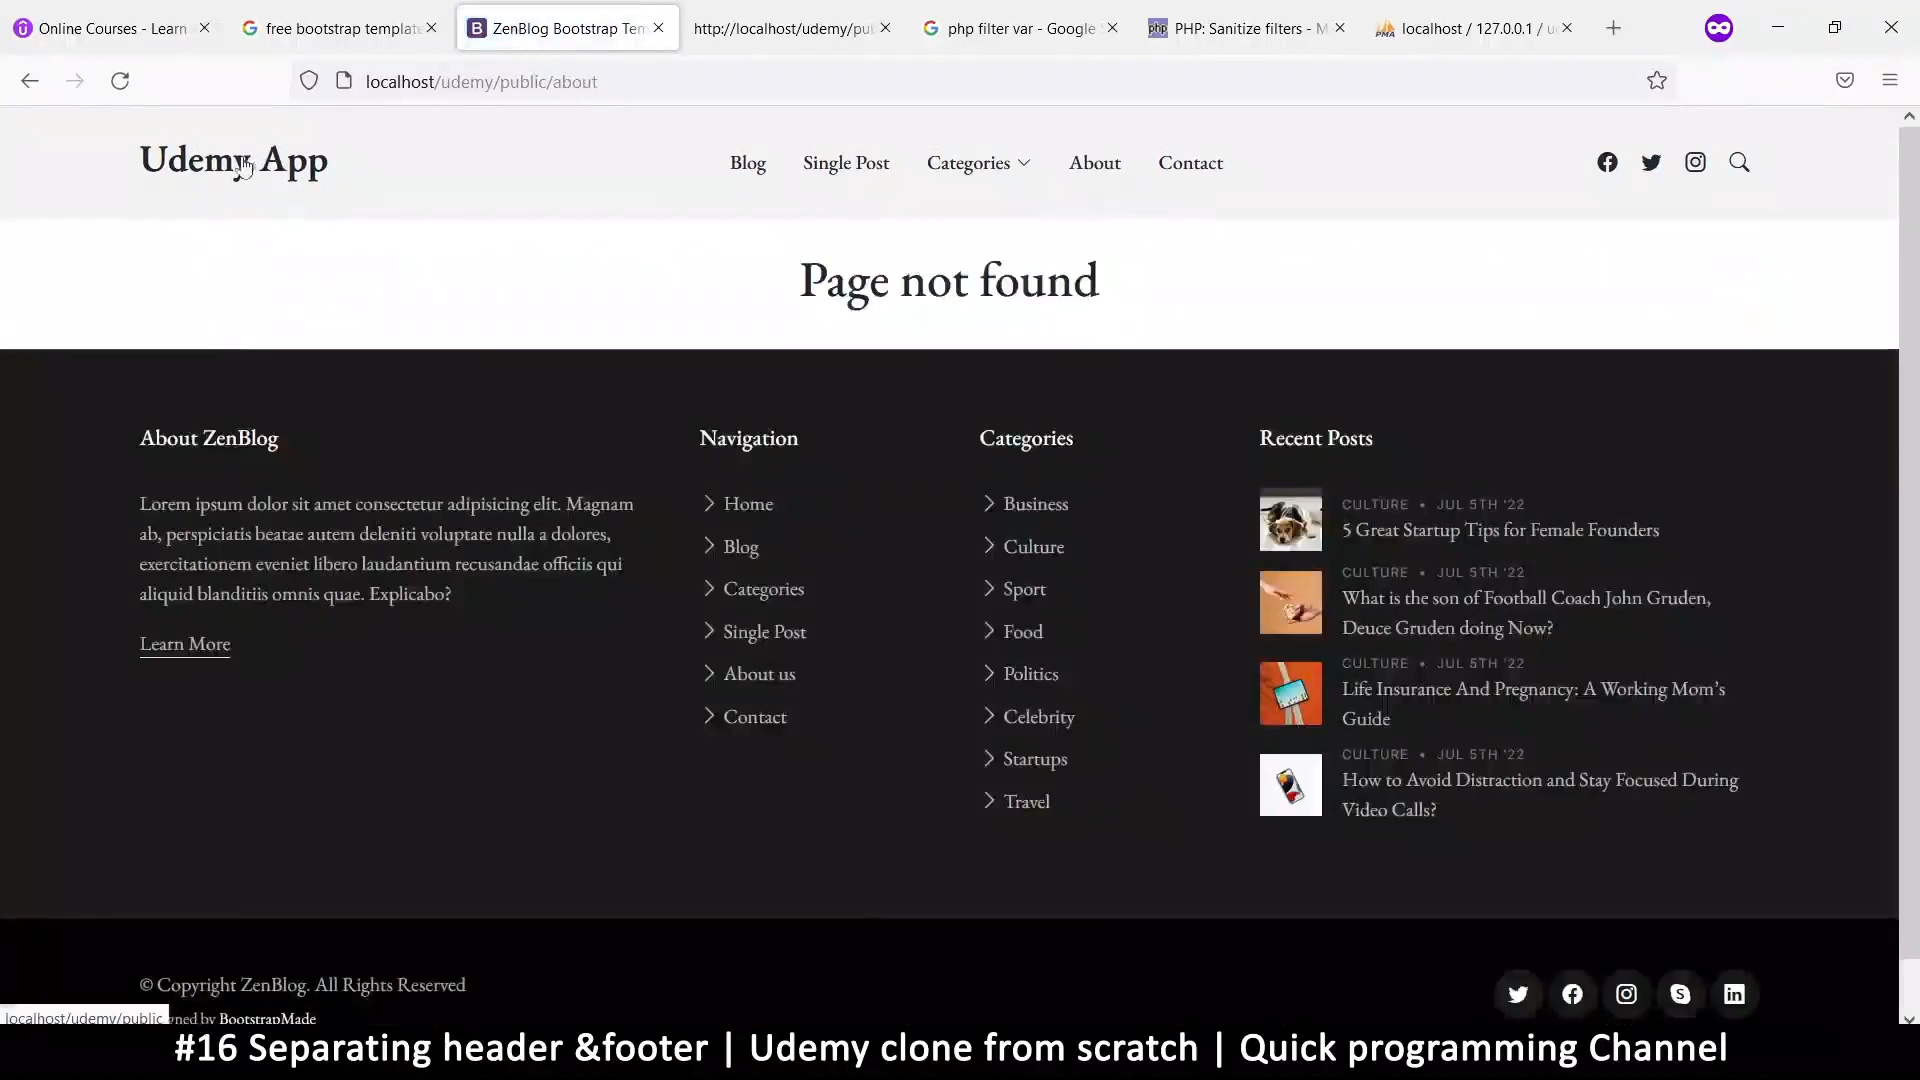 Online Courses - Learn
free bootstrap template
ZenBlog Bootstrap Tem
http://localhost/udemy/pub
php filter var - Google S
PHP: Sanitize filters - M
localhost / 127.0.0.1 / u
localhost/udemy/public/about
Udemy App
Blog
Single Post
Categories
About
Contact
Page not found
About ZenBlog
Lorem ipsum dolor sit amet consectetur adipisicing elit. Magnam
ab, perspiciatis beatae autem deleniti voluptate nulla a dolores,
exercitationem eveniet libero laudantium recusandae officiis qui
aliquid blanditiis omnis quae. Explicabo?
Learn More
Navigation
Home
Blog
Categories
Single Post
About us
Contact
Categories
Business
Culture
Sport
Food
Politics
Celebrity
Startups
Travel
Recent Posts
CULTURE • JUL 5TH '22
5 Great Startup Tips for Female Founders
CULTURE • JUL 5TH '22
What is the son of Football Coach John Gruden,
Deuce Gruden doing Now?
CULTURE • JUL 5TH '22
Life Insurance And Pregnancy: A Working Mom's
Guide
CULTURE • JUL 5TH '22
How to Avoid Distraction and Stay Focused During
Video Calls?
© Copyright ZenBlog. All Rights Reserved
localhost/udemy/public
gned by BootstrapMade
#16 Separating header &footer | Udemy clone from scratch | Quick programming Channel